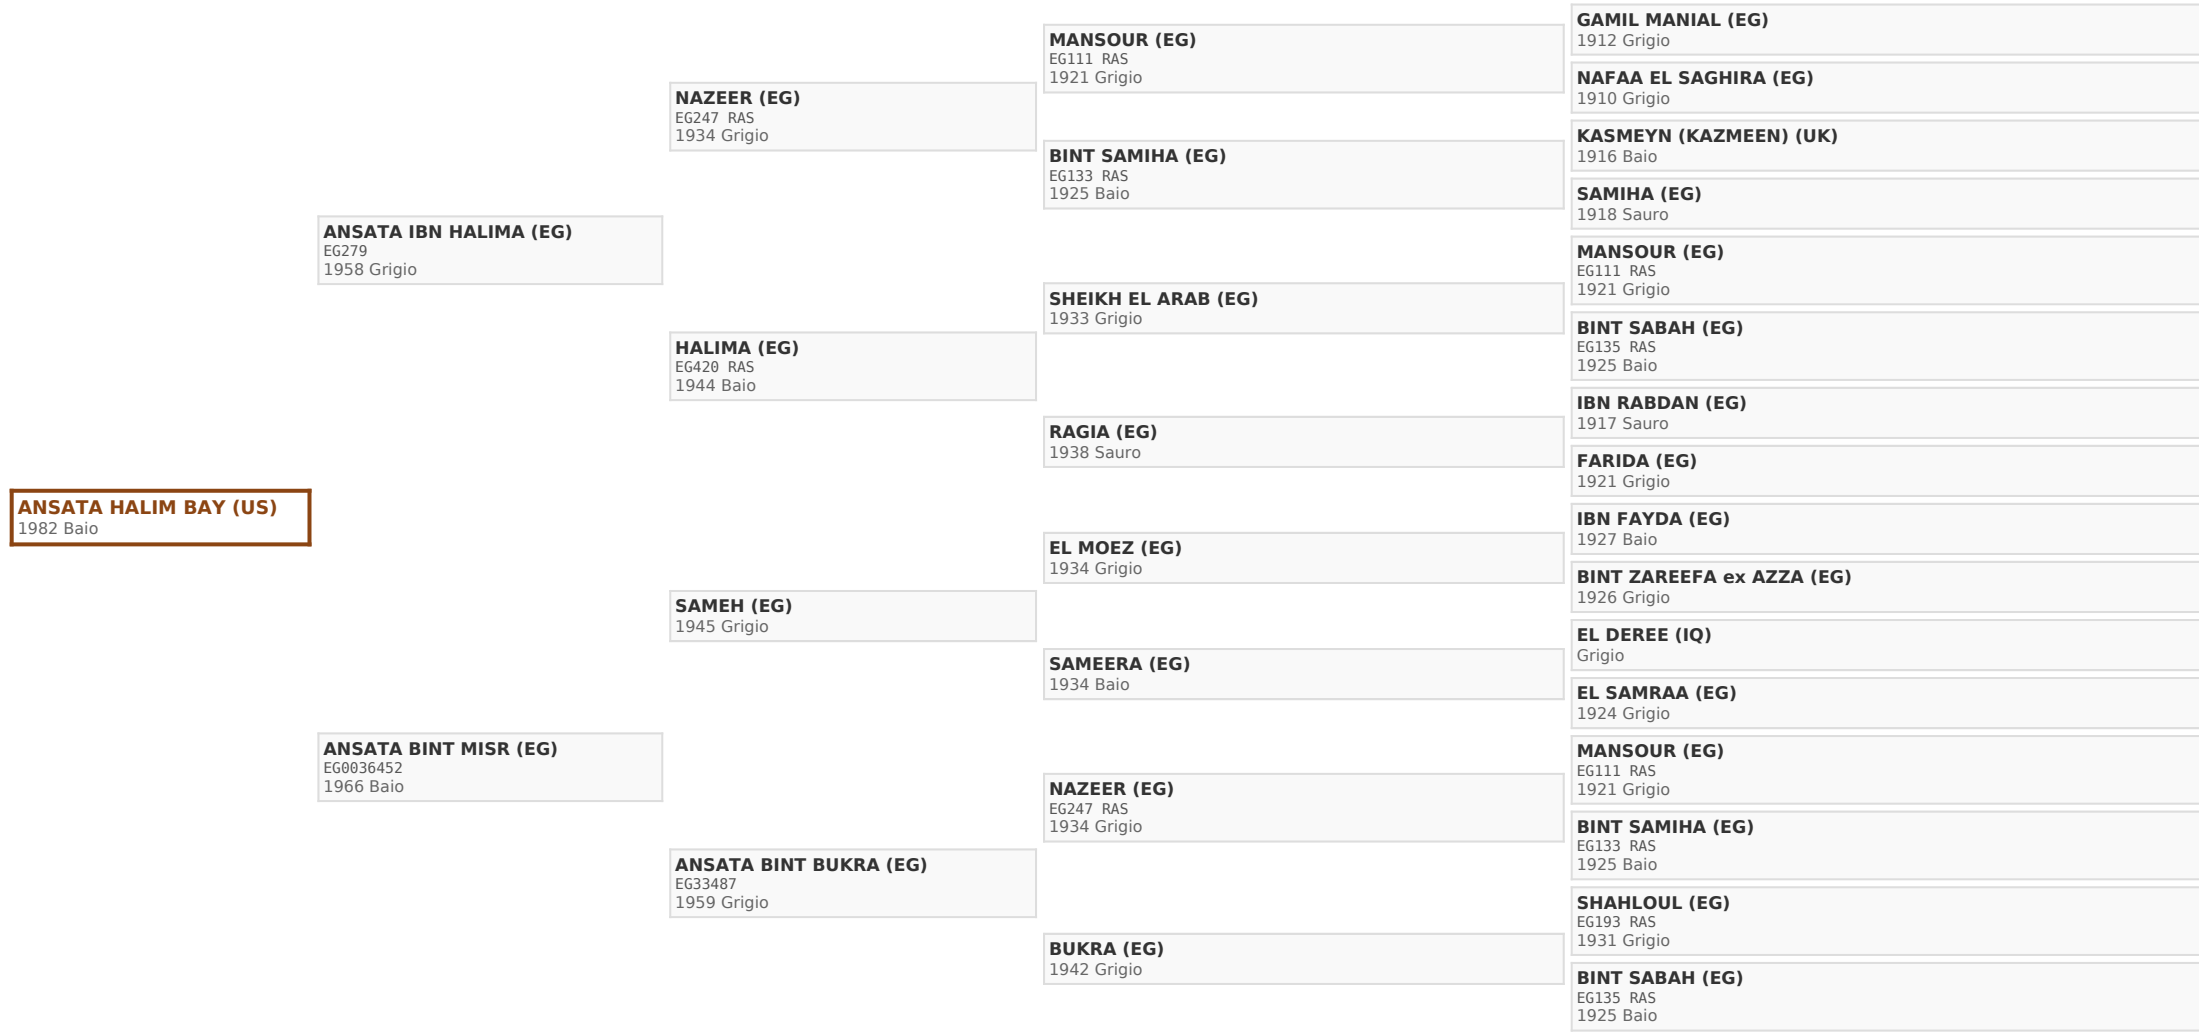 ANSATA HALIM BAY (US)
1982 Baio
ANSATA IBN HALIMA (EG)
EG279
1958 Grigio
ANSATA BINT MISR (EG)
EG0036452
1966 Baio
NAZEER (EG)
EG247 RAS
1934 Grigio
HALIMA (EG)
EG420 RAS
1944 Baio
SAMEH (EG)
1945 Grigio
ANSATA BINT BUKRA (EG)
EG33487
1959 Grigio
MANSOUR (EG)
EG111 RAS
1921 Grigio
BINT SAMIHA (EG)
EG133 RAS
1925 Baio
SHEIKH EL ARAB (EG)
1933 Grigio
RAGIA (EG)
1938 Sauro
EL MOEZ (EG)
1934 Grigio
SAMEERA (EG)
1934 Baio
NAZEER (EG)
EG247 RAS
1934 Grigio
BUKRA (EG)
1942 Grigio
GAMIL MANIAL (EG)
1912 Grigio
NAFAA EL SAGHIRA (EG)
1910 Grigio
KASMEYN (KAZMEEN) (UK)
1916 Baio
SAMIHA (EG)
1918 Sauro
MANSOUR (EG)
EG111 RAS
1921 Grigio
BINT SABAH (EG)
EG135 RAS
1925 Baio
IBN RABDAN (EG)
1917 Sauro
FARIDA (EG)
1921 Grigio
IBN FAYDA (EG)
1927 Baio
BINT ZAREEFA ex AZZA (EG)
1926 Grigio
EL DEREE (IQ)
Grigio
EL SAMRAA (EG)
1924 Grigio
MANSOUR (EG)
EG111 RAS
1921 Grigio
BINT SAMIHA (EG)
EG133 RAS
1925 Baio
SHAHLOUL (EG)
EG193 RAS
1931 Grigio
BINT SABAH (EG)
EG135 RAS
1925 Baio